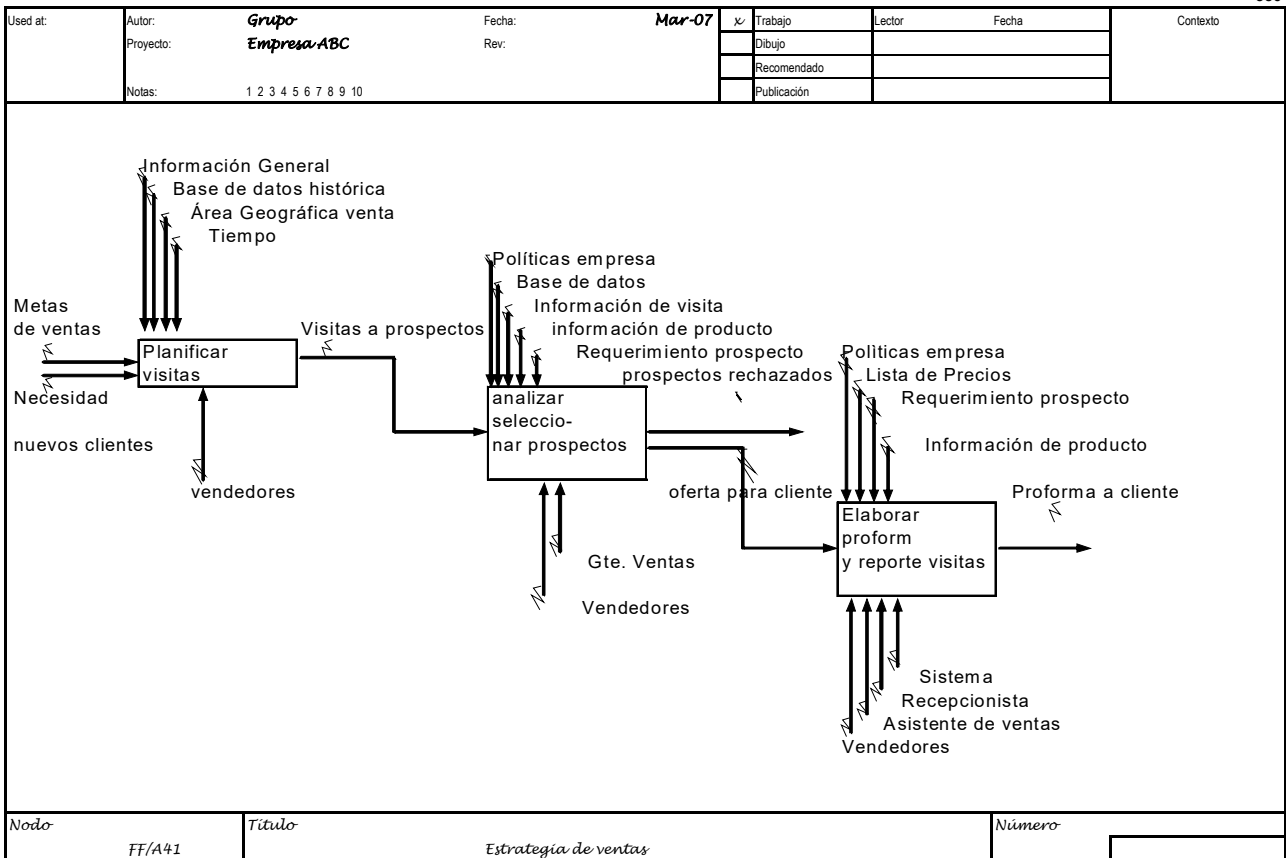 Used at:
Autor:
Grupo
Fecha:
Mar-07
x
Trabajo
Lector
Fecha
Contexto
Proyecto:
Empresa ABC
Rev:
Dibujo
Recomendado
Notas:
1 2 3 4 5 6 7 8 9 10
Publicación
Información General
Base de datos histórica
Área Geográfica venta
Tiempo
Metas
de ventas
Necesidad
nuevos clientes
Planificar
visitas
vendedores
Visitas a prospectos
Políticas empresa
Base de datos
Información de visita
información de producto
Requerimiento prospecto
prospectos rechazados
analizar
seleccio-
nar prospectos
oferta para cliente
Gte. Ventas
Vendedores
Polìticas empresa
Lista de Precios
Requerimiento prospecto
Información de producto
Proforma a cliente
Elaborar
proform
y reporte visitas
Sistema
Recepcionista
Asistente de ventas
Vendedores
Nodo
FF/A41
Título
Estrategia de ventas
Número